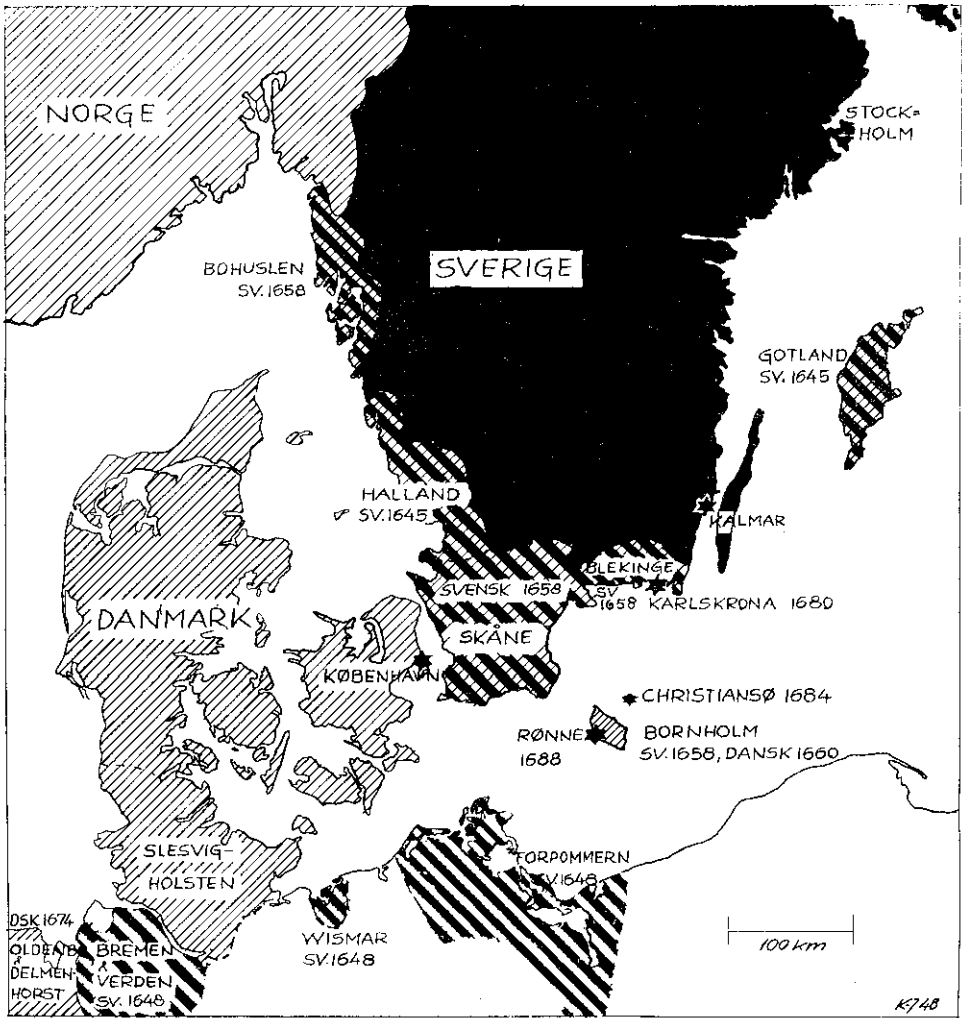 NORGE
STOCK=
HOLM
BOHUSLEN
SV. 1658
SVERIGE
GOTLAND
SV. 1645
HALLAND
SV. 1645
KALMAR
BLEKINGE
SV
1658
KARLSKRONA 1680
SVENSK 1658
SKÅNE
DANMARK
KØBENHAVN
CHRISTIANSØ 1684
RØNNE
1688
BORNHOLM
SV. 1658, DANSK 1660
SLESVIG-
HOLSTEN
FORPOMMERN
SV. 1648
WISMAR
SV. 1648
DSK 1674
OLDENB
&
DELMEN-
HORST
BREMEN
&
VERDEN
SV. 1648
100 km